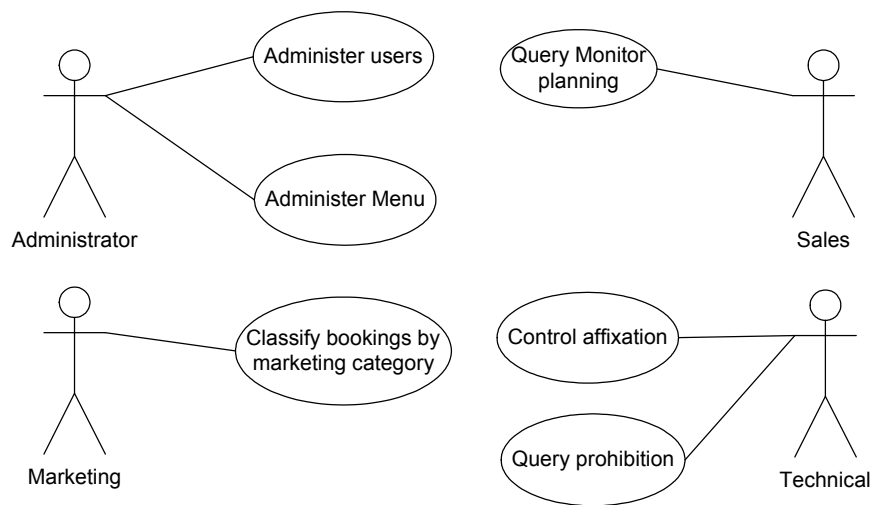 Administer users
Query Monitor
planning
Administer Menu
Administrator
Sales
Classify bookings by
marketing category
Control affixation
Query prohibition
Marketing
Technical